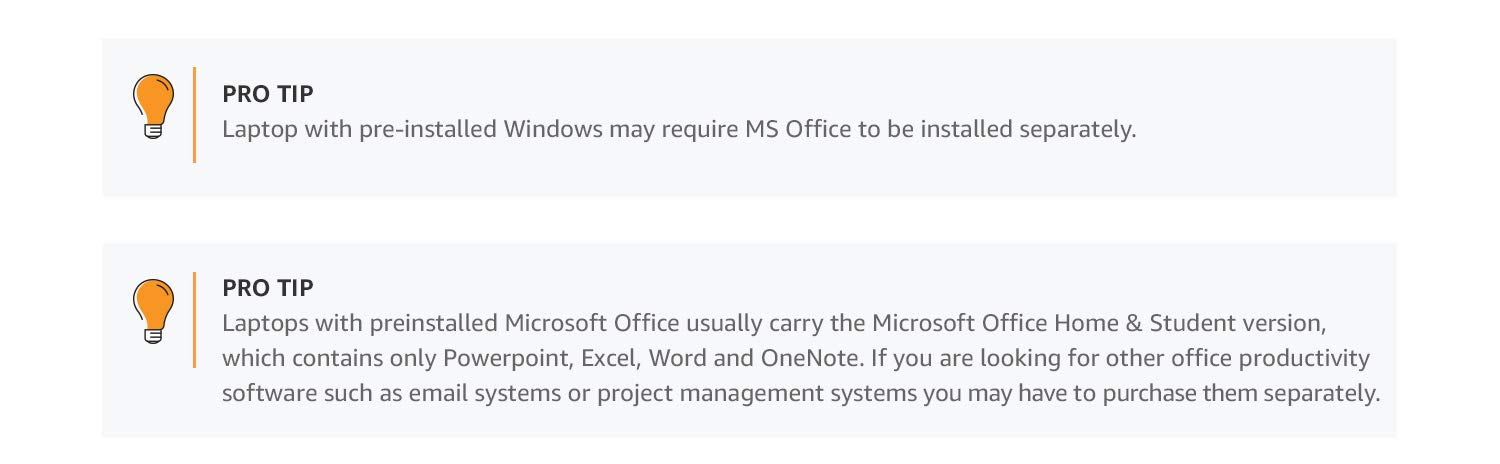 PRO TIP
Laptop with pre-installed Windows may require MS Office to be installed separately.
PRO TIP
Laptops with preinstalled Microsoft Office usually carry the Microsoft Office Home & Student version,
which contains only Powerpoint, Excel, Word and OneNote. If you are looking for other office productivity
software such as email systems or project management systems you may have to purchase them separately.